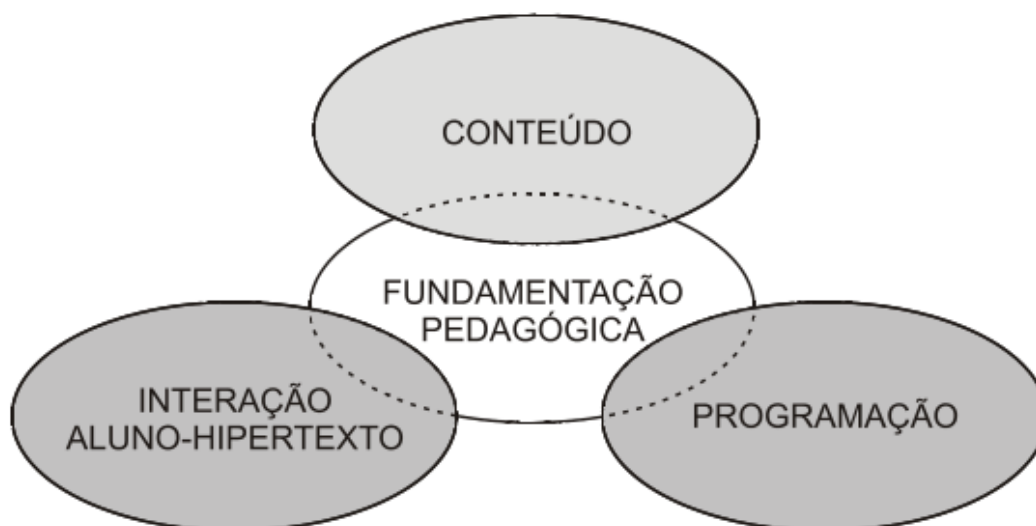 CONTEÚDO
FUNDAMENTAÇÃO
PEDAGÓGICA
INTERAÇÃO
ALUNO-HIPERTEXTO
PROGRAMAÇÃO